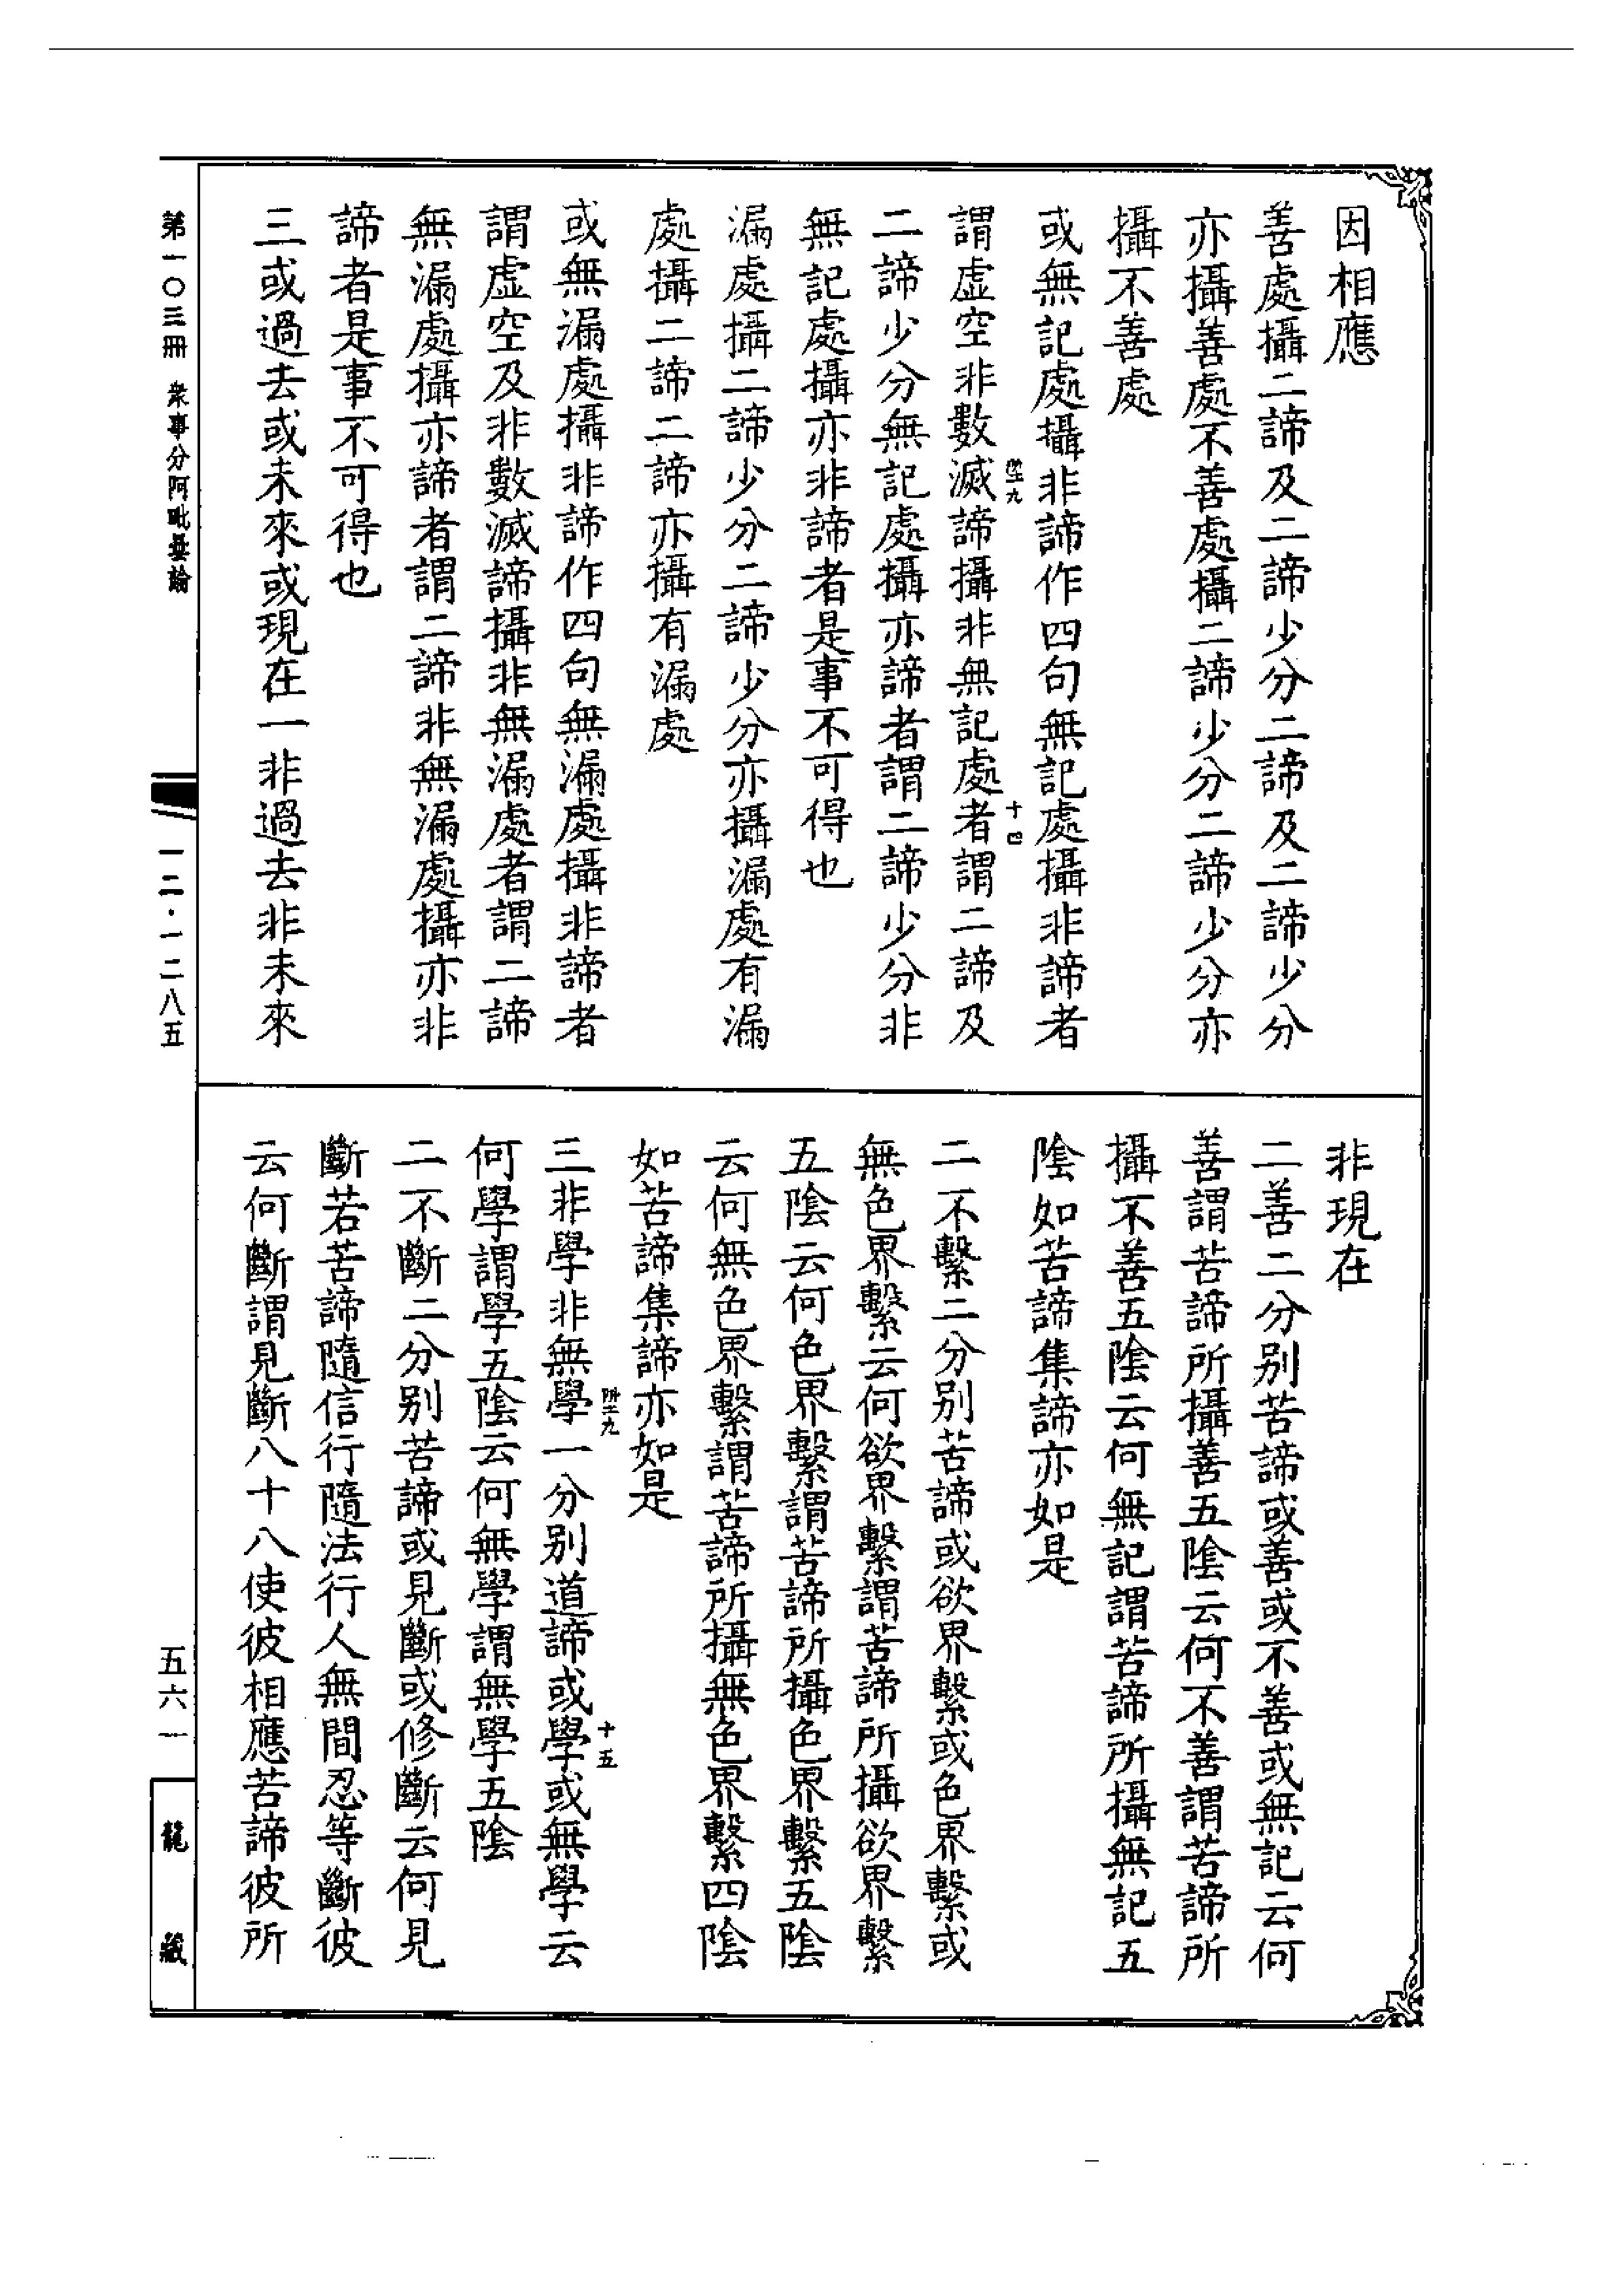 因相應
善處攝二諦及二諦少分二諦及二諦少分
亦攝善處不善處攝二諦少分二諦少分亦
攝不善處
或無記處攝非諦作四句無記處攝非諦者
謂虛空非數滅諦攝非無記處者謂二諦及
二諦少分無記處攝亦諦者謂二諦少分非
無記處攝亦非諦者是事不可得也
漏處攝二諦少分二諦少分亦攝漏處有漏
處攝二諦二諦亦攝有漏處
或無漏處攝非諦作四句無漏處攝非諦者
謂虛空及非數滅諦攝非無漏處者謂二諦
無漏處攝亦諦者謂二諦非無漏處攝亦非
諦者是事不可得也
三或過去或未來或現在一非過去非未來
十四
非現在
二善二分別苦諦或善或不善或無記云何
善謂苦諦所攝善五陰云何不善謂苦諦所
攝不善五陰云何無記謂苦諦所攝無記五
陰如苦諦集諦亦如是
二不繫二分別苦諦或欲界繫或色界繫或
無色界繫云何欲界繫謂苦諦所攝欲界繫
五陰云何色界繫謂苦諦所攝色界繫五陰
云何無色界繫謂苦諦所攝無色界繫四陰
如苦諦集諦亦如是
三非學非無學一分別道諦或學或無學云
何學謂學五陰云何無學謂無學五陰
二不斷二分別苦諦或見斷或修斷云何見
斷若苦諦隨信行隨法行人無間忍等斷彼
云何斷謂見斷八十八使彼相應苦諦彼所
十五
第一〇三冊 衆事分阿毗曇論
一二·一二八五
五六一
龍藏